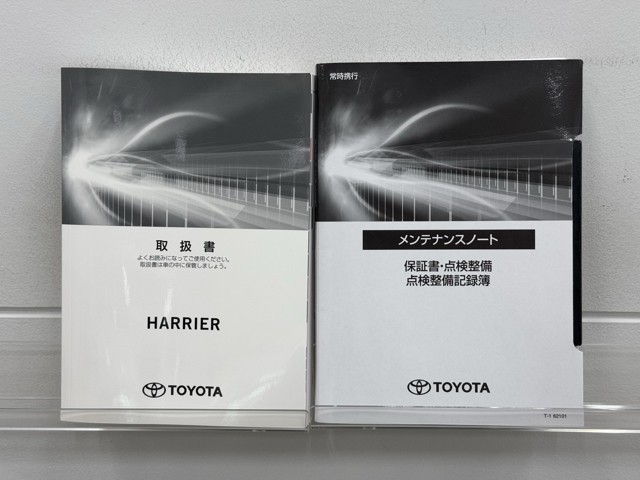 取扱書
よくお読みになってご使用ください。
取扱書は車の中に保管しましょう。
HARRIER
TOYOTA
常時携行
メンテナンスノート
保証書・点検整備
点検整備記録簿
TOYOTA
T-1 82101